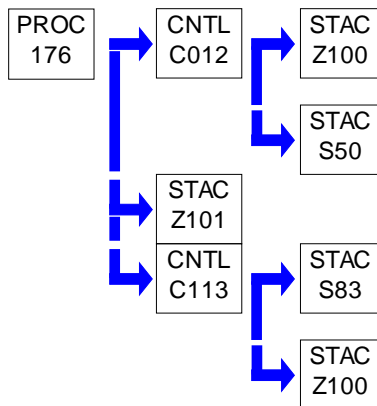 PROC
176
CNTL
C012
STAC
Z100
STAC
S50
STAC
Z101
CNTL
C113
STAC
S83
STAC
Z100